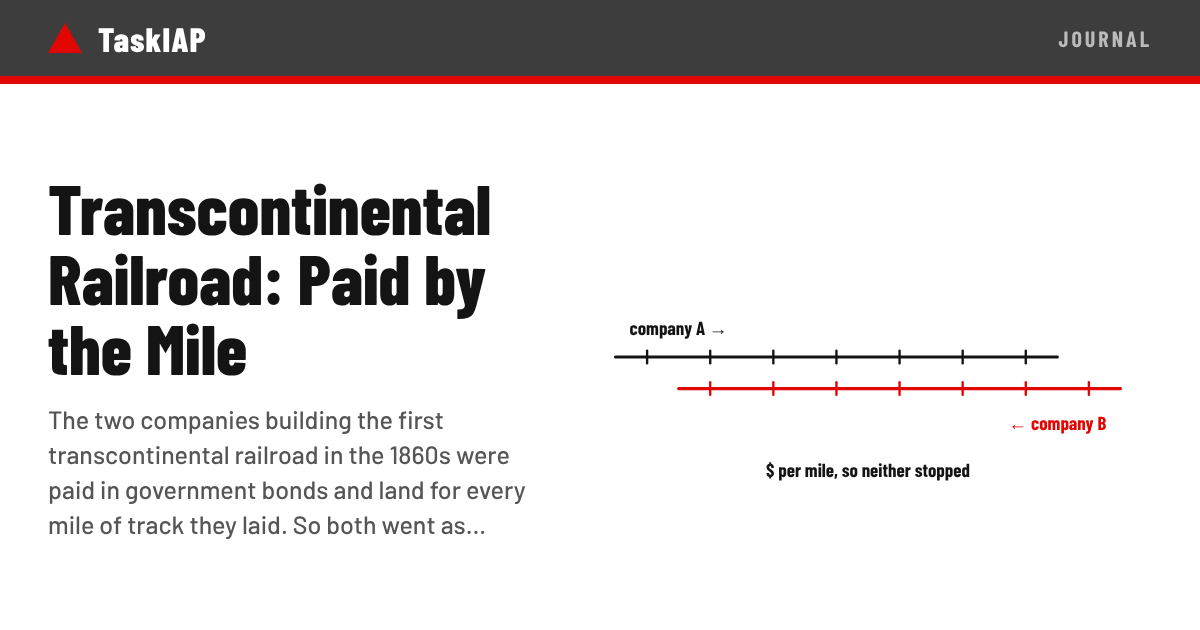 TaskIAP
JOURNAL
Transcontinental
Railroad: Paid by
the Mile
The two companies building the first
transcontinental railroad in the 1860s were
paid in government bonds and land for every
mile of track they laid. So both went as...
company A →
← company B
$ per mile, so neither stopped